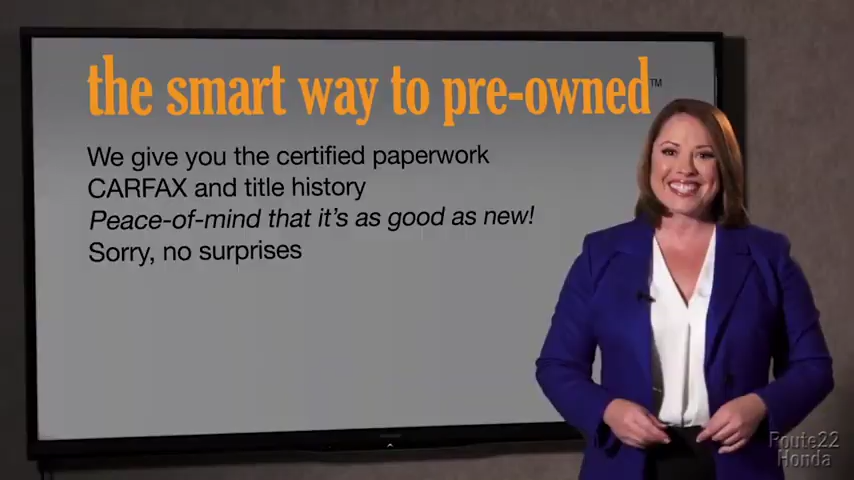 the smart way to pre-owned™
We give you the certified paperwork
CARFAX and title history
Peace-of-mind that it's as good as new!
Sorry, no surprises
Route22
Honda